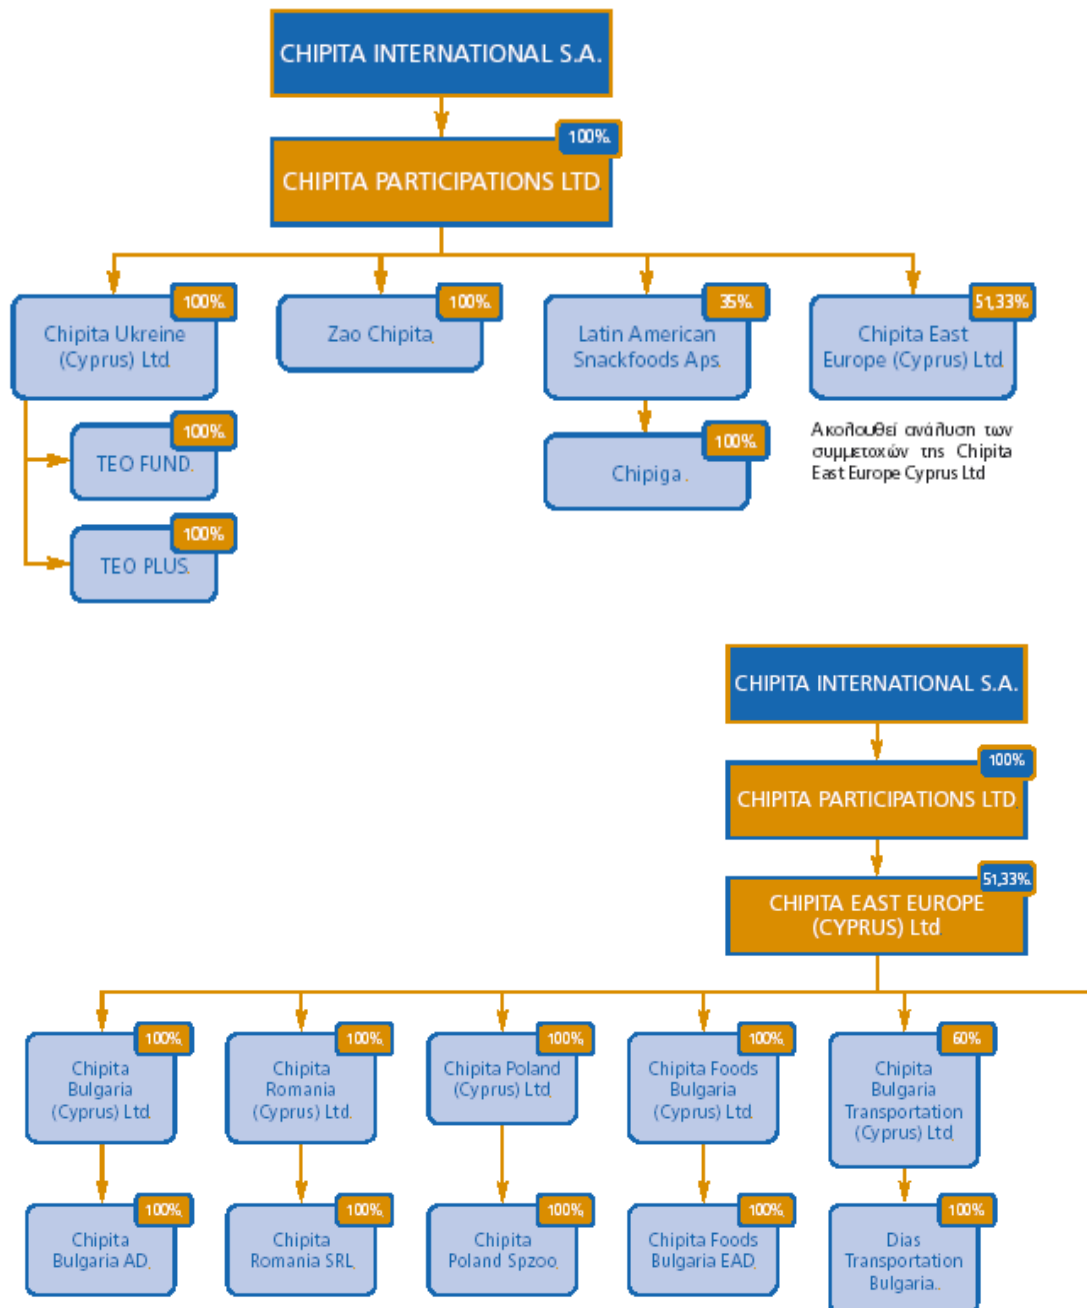 CHIPITA INTERNATIONAL S.A.
100%.
CHIPITA PARTICIPATIONS LTD.
100%.
Chipita Ukreine
(Cyprus) Ltd.
100%.
Zao Chipita.
35%.
Latin American
Snackfoods Aps.
51,33%.
Chipita East
Europe (Cyprus) Ltd.
100%.
TEO FUND.
100%.
Chipiga.
Ακολουθεί ανάλυση των
συμμετοχών της Chipita
East Europe Cyprus Ltd
100%.
TEO PLUS.
CHIPITA INTERNATIONAL S.A.
100%
CHIPITA PARTICIPATIONS LTD.
51,33%.
CHIPITA EAST EUROPE
(CYPRUS) Ltd.
100%.
Chipita
Bulgaria
(Cyprus) Ltd.
100%.
Chipita
Romania
(Cyprus) Ltd.
100%.
Chipita Poland
(Cyprus) Ltd.
100%.
Chipita Foods
Bulgaria
(Cyprus) Ltd.
60%
Chipita
Bulgaria
Transportation
(Cyprus) Ltd.
100%.
Chipita
Bulgaria AD.
100%.
Chipita
Romania SRL.
100%.
Chipita
Poland Spzoo.
100%.
Chipita Foods
Bulgaria EAD.
100%
Dias
Transportation
Bulgaria..